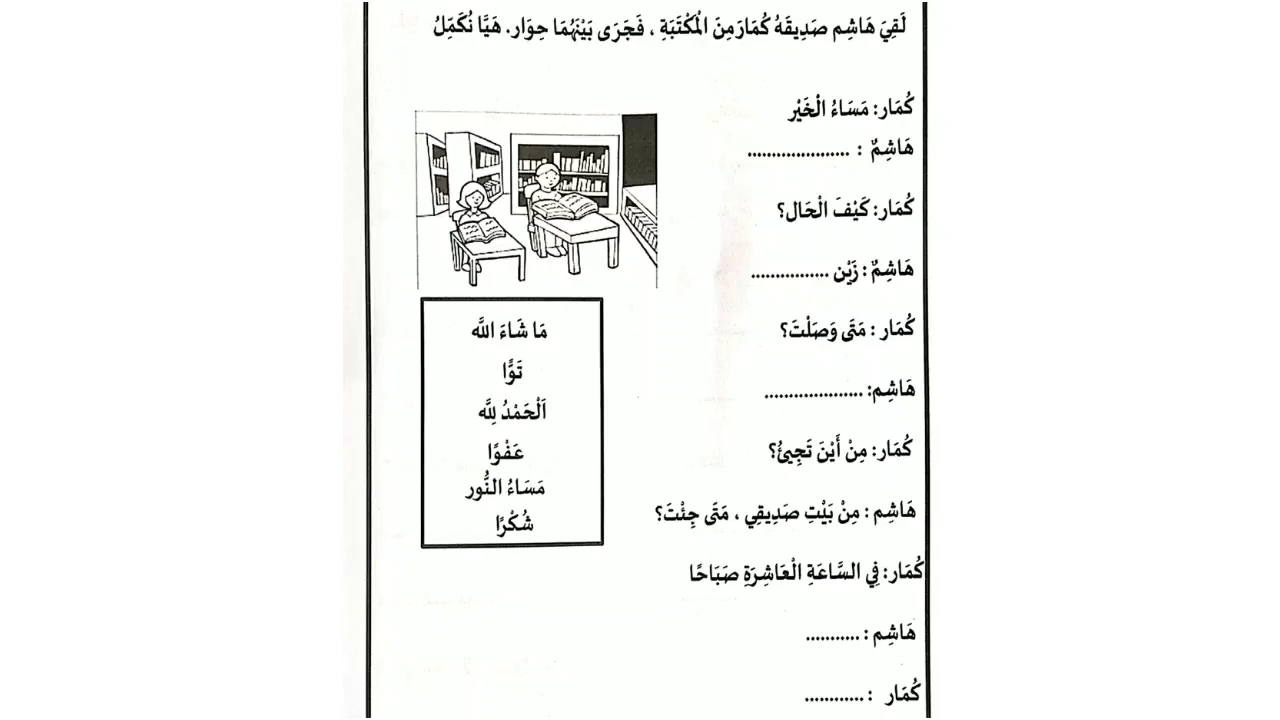 لَقِيَ هَاشِم صَدِيقَهُ كُمَار مِنَ الْمَكْتَبَةِ ، فَجَرَى بَيْنَهُمَا حِوَار. هَيَّا نُكَمِّلُ
كُمَار: مَسَاءُ الْخَيْر
هَاشِمٌ : .....................
كُمَار: كَيْفَ الْحَال؟
هَاشِمٌ : زَيْن ................
كُمَار : مَتَى وَصَلْتَ؟
هَاشِم: ....................
كُمَار: مِنْ أَيْنَ تَجِيئُ؟
هَاشِم : مِنْ بَيْتِ صَدِيقِي ، مَتَى جِئْتَ؟
كُمَار: فِي السَّاعَةِ الْعَاشِرَةِ صَبَاحًا
هَاشِم : ...........
كُمَار : ............
مَا شَاءَ اللَّه
تَوًّا
اَلْحَمْدُ لِلَّه
عَفْوًا
مَسَاءُ النُّور
شُكْرًا